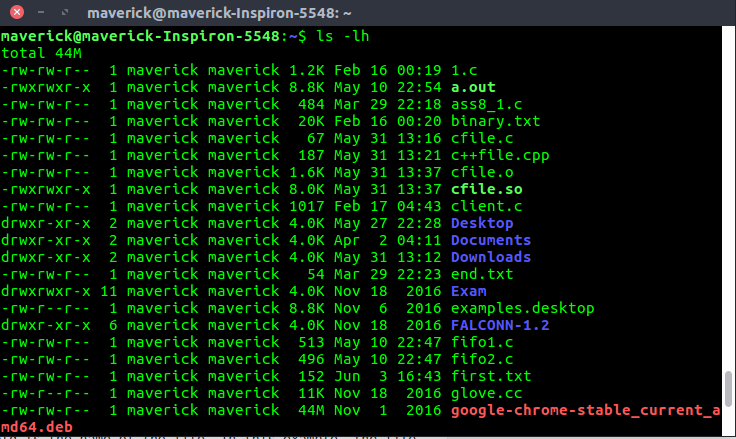 maverick@maverick-Inspiron-5548: ~
maverick@maverick-Inspiron-5548:~$ ls -lh
total 44M
-rw-rw-r--  1 maverick maverick 1.2K Feb 16 00:19 1.c
-rwxrwxr-x  1 maverick maverick 8.8K May 10 22:54 a.out
-rw-rw-r--  1 maverick maverick  484 Mar 29 22:18 ass8_1.c
-rw-rw-r--  1 maverick maverick  20K Feb 16 00:20 binary.txt
-rw-rw-r--  1 maverick maverick   67 May 31 13:16 cfile.c
-rw-rw-r--  1 maverick maverick  187 May 31 13:21 c++file.cpp
-rw-rw-r--  1 maverick maverick 1.6K May 31 13:37 cfile.o
-rwxrwxr-x  1 maverick maverick 8.0K May 31 13:37 cfile.so
-rw-rw-r--  1 maverick maverick 1017 Feb 17 04:43 client.c
drwxr-xr-x  2 maverick maverick 4.0K May 27 22:28 Desktop
drwxr-xr-x  2 maverick maverick 4.0K Apr  2 04:11 Documents
drwxr-xr-x  2 maverick maverick 4.0K May 31 13:12 Downloads
-rw-rw-r--  1 maverick maverick   54 Mar 29 22:23 end.txt
drwxrwxr-x 11 maverick maverick 4.0K Nov 18  2016 Exam
-rw-r--r--  1 maverick maverick 8.8K Nov  6  2016 examples.desktop
drwxr-xr-x  6 maverick maverick 4.0K Nov 18  2016 FALCONN-1.2
-rw-rw-r--  1 maverick maverick  513 May 10 22:47 fifo1.c
-rw-rw-r--  1 maverick maverick  496 May 10 22:47 fifo2.c
-rw-rw-r--  1 maverick maverick  152 Jun  3 16:43 first.txt
-rw-r--r--  1 maverick maverick  11K Nov 18  2016 glove.cc
-rw-rw-r--  1 maverick maverick  44M Nov  1  2016 google-chrome-stable_current_a
md64.deb